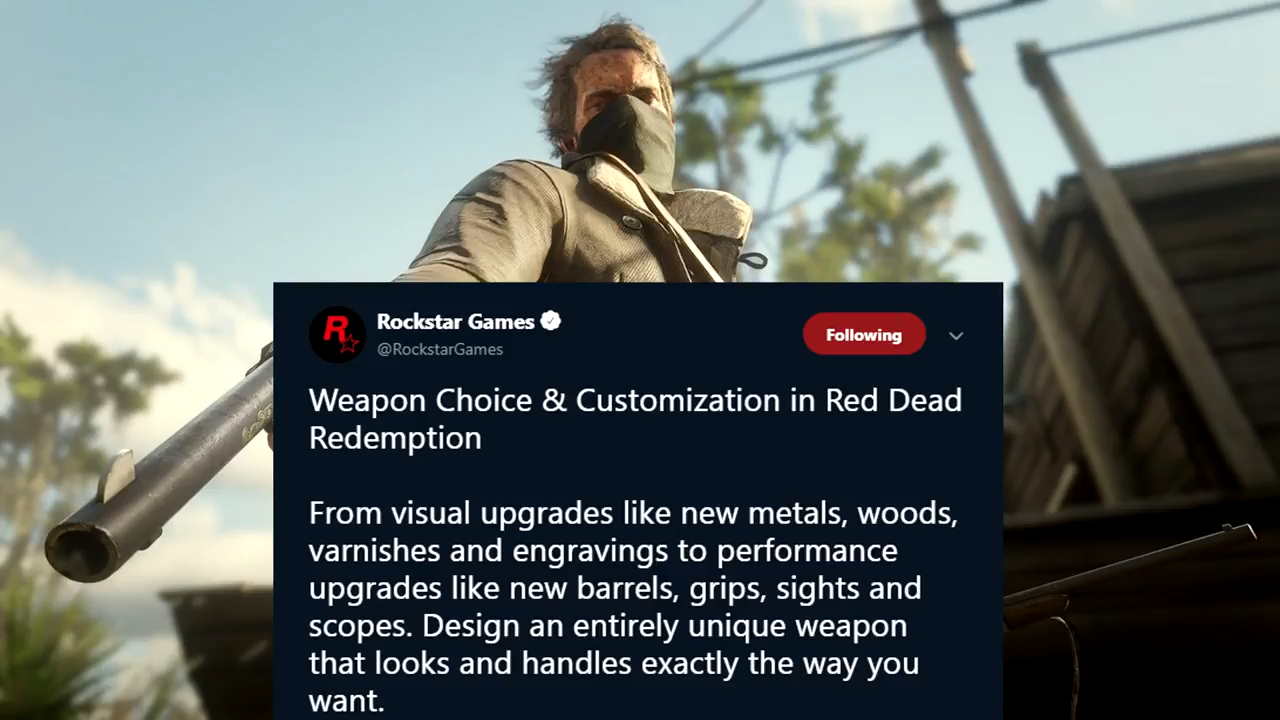 Rockstar Games
Following
@RockstarGames
Weapon Choice & Customization in Red Dead
Redemption
From visual upgrades like new metals, woods,
varnishes and engravings to performance
upgrades like new barrels, grips, sights and
scopes. Design an entirely unique weapon
that looks and handles exactly the way you
want.